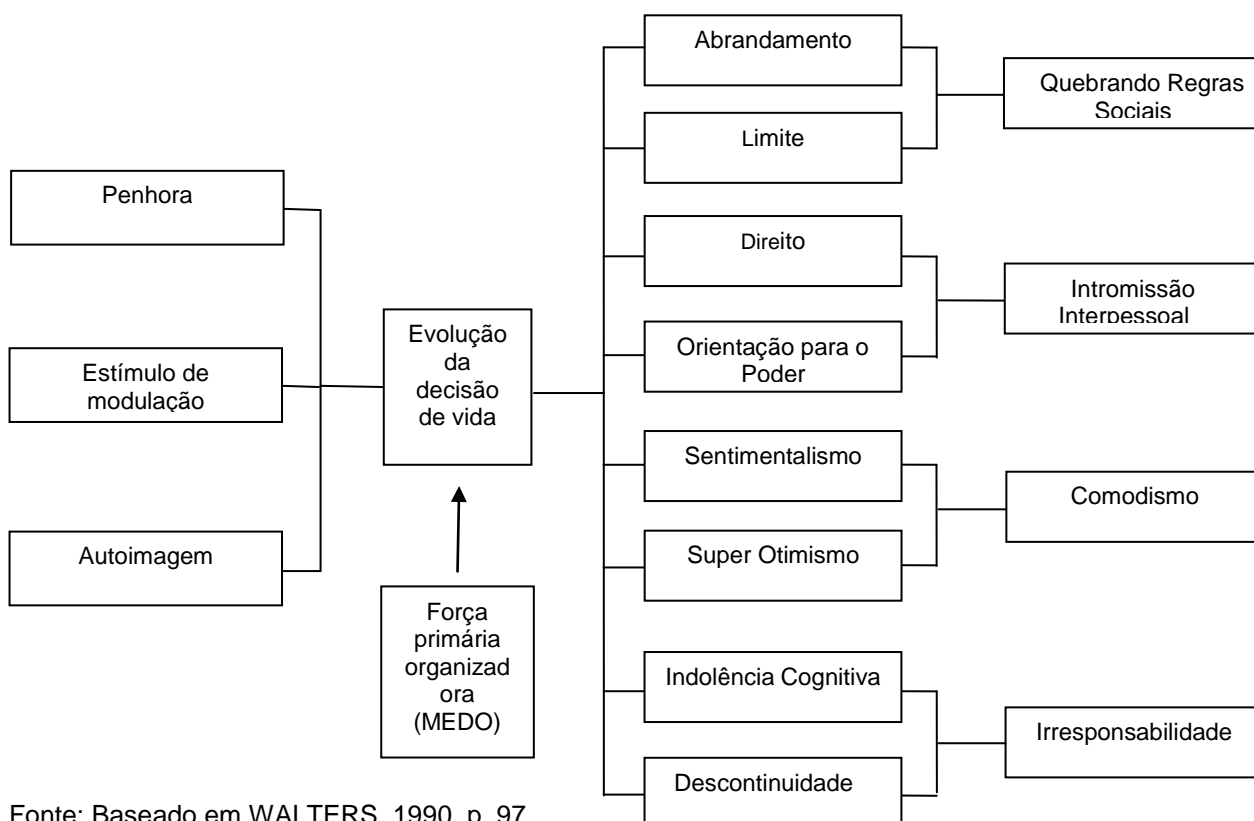 Penhora
Estímulo de
modulação
Autoimagem
Evolução
da
decisão
de vida
Força
primária
organizad
ora
(MEDO)
Abrandamento
Limite
Direito
Orientação para o
Poder
Sentimentalismo
Super Otimismo
Indolência Cognitiva
Descontinuidade
Quebrando Regras
Sociais
Intromissão
Interpessoal
Comodismo
Irresponsabilidade
Fonte: Baseado em WALTERS, 1990, p. 97